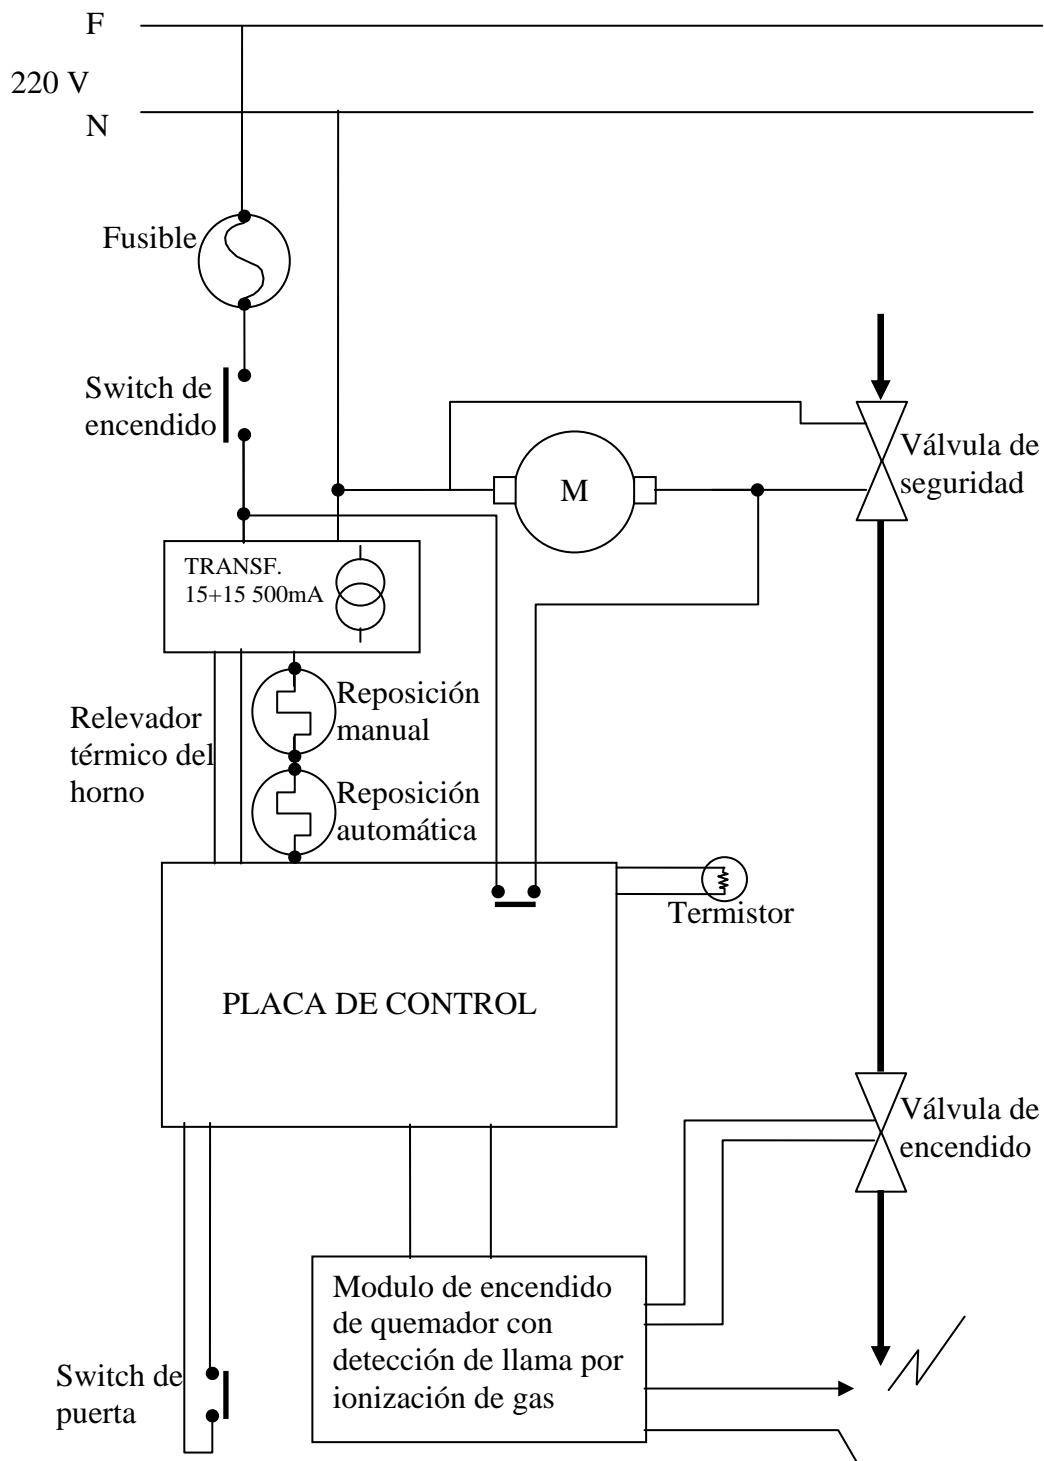 F
220 V
N
Fusible
Switch de
encendido
Válvula de
seguridad
M
TRANSF.
15+15 500mA
Relevador
térmico del
horno
Reposición
manual
Reposición
automática
Termistor
PLACA DE CONTROL
Válvula de
encendido
Modulo de encendido
de quemador con
detección de llama por
ionización de gas
Switch de
puerta